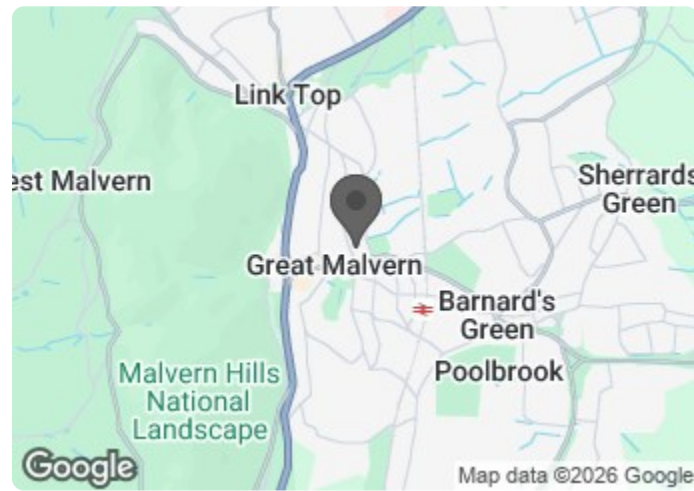 Link Top
est Malvern
Sherrards
Green
Great Malvern
Barnard's
Green
Poolbrook
Malvern Hills
National
Landscape
Google
Map data ©2026 Google